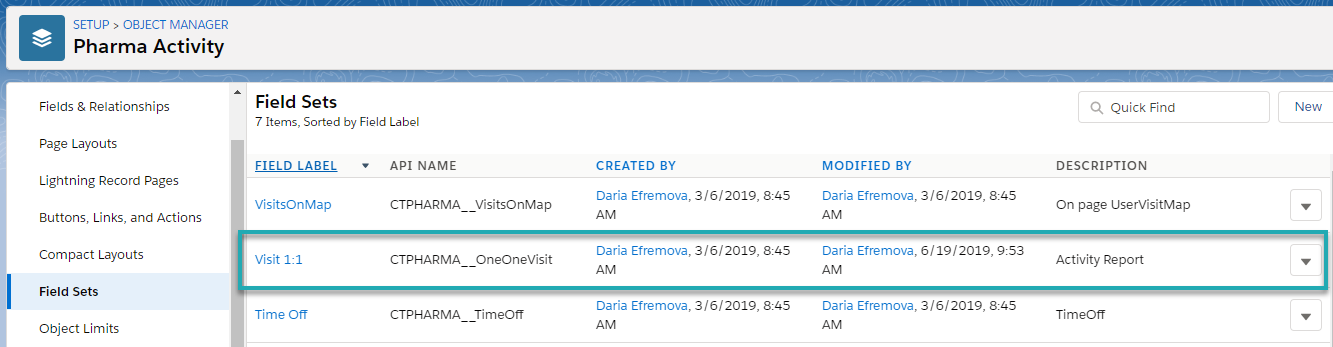 SETUP > OBJECT MANAGER
Pharma Activity
Fields & Relationships
Page Layouts
Lightning Record Pages
Buttons, Links, and Actions
Compact Layouts
Field Sets
Object Limits
Field Sets
7 Items, Sorted by Field Label
Quick Find
New
FIELD LABEL API NAME CREATED BY MODIFIED BY DESCRIPTION
VisitsOnMap CTPHARMA__VisitsOnMap Daria Efremova, 3/6/2019, 8:45 AM Daria Efremova, 3/6/2019, 8:45 AM On page UserVisitMap
Visit 1:1 CTPHARMA__OneOneVisit Daria Efremova, 3/6/2019, 8:45 AM Daria Efremova, 6/19/2019, 9:53 AM Activity Report
Time Off CTPHARMA__TimeOff Daria Efremova, 3/6/2019, 8:45 AM Daria Efremova, 3/6/2019, 8:45 AM TimeOff